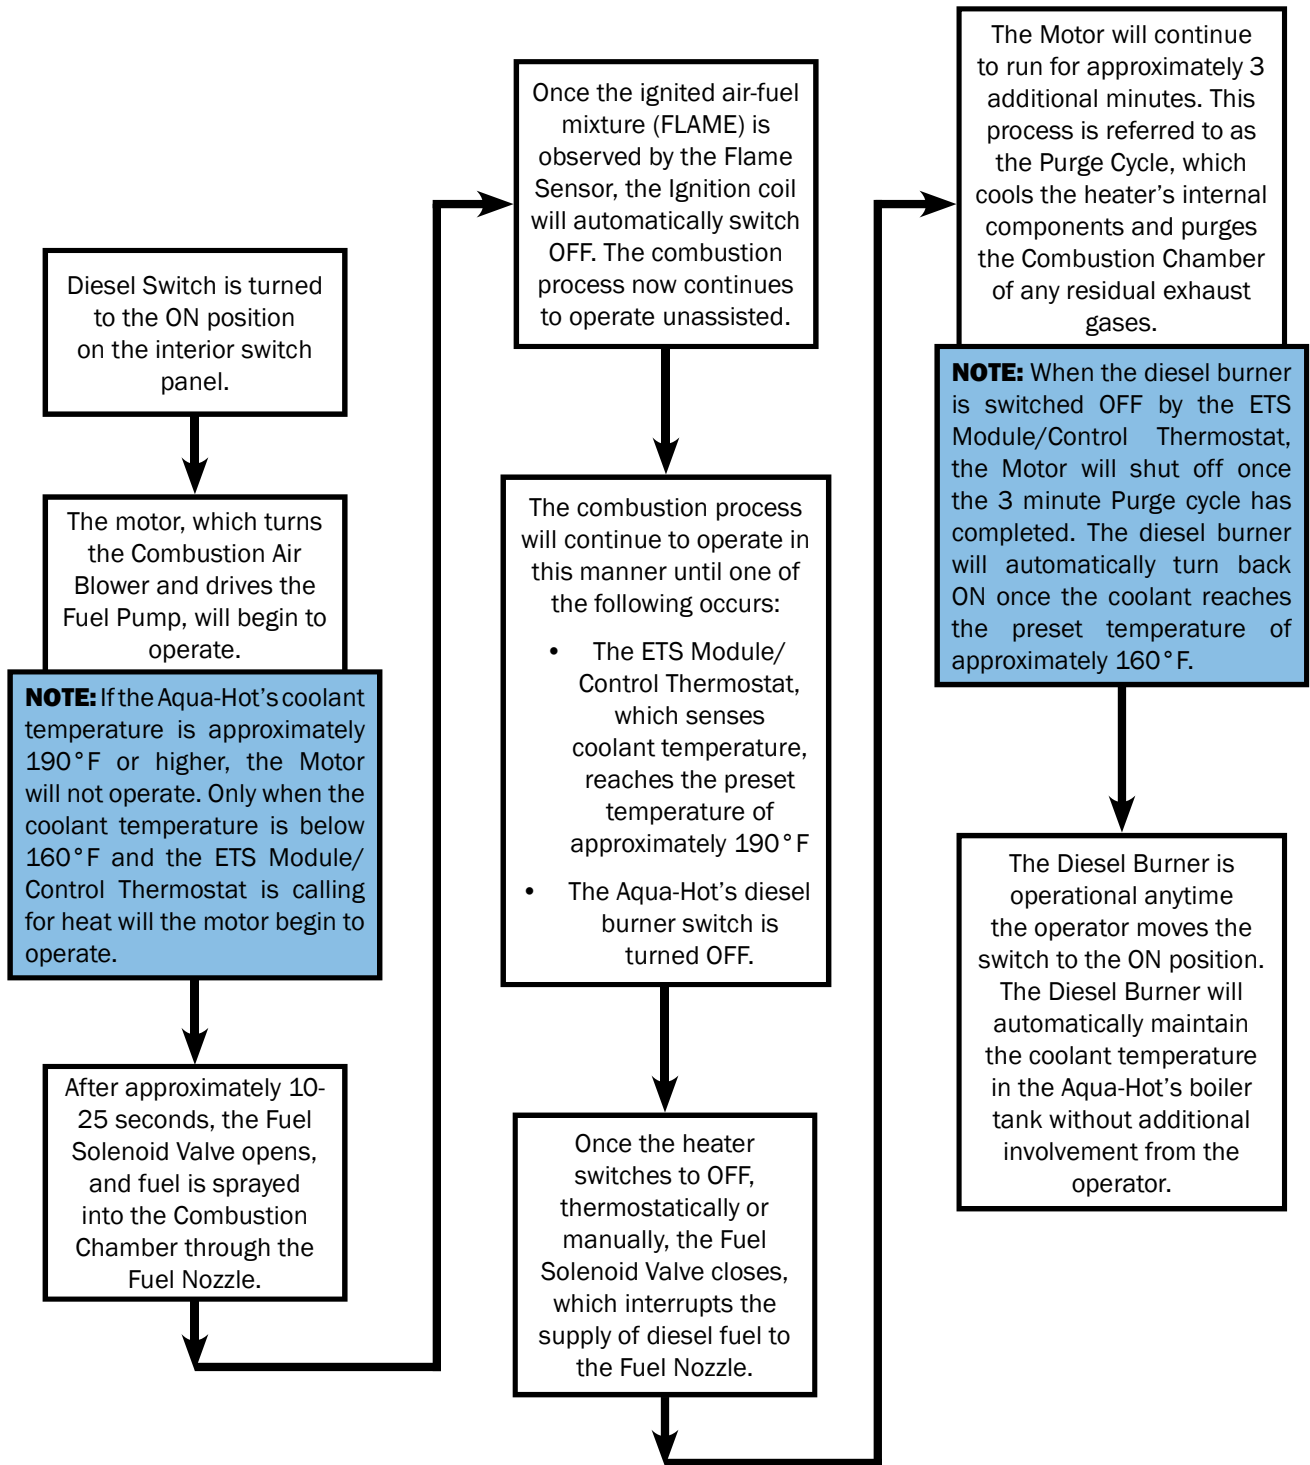 Diesel Switch is turned
to the ON position
on the interior switch
panel.
The motor, which turns
the Combustion Air
Blower and drives the
Fuel Pump, will begin to
operate.
NOTE: If the Aqua-Hot's coolant
temperature is approximately
190°F or higher, the Motor
will not operate. Only when the
coolant temperature is below
160°F and the ETS Module/
Control Thermostat is calling
for heat will the motor begin to
operate.
After approximately 10-
25 seconds, the Fuel
Solenoid Valve opens,
and fuel is sprayed
into the Combustion
Chamber through the
Fuel Nozzle.
Once the ignited air-fuel
mixture (FLAME) is
observed by the Flame
Sensor, the Ignition coil
will automatically switch
OFF. The combustion
process now continues
to operate unassisted.
The combustion process
will continue to operate in
this manner until one of
the following occurs:
• The ETS Module/
Control Thermostat,
which senses
coolant temperature,
reaches the preset
temperature of
approximately 190°F
• The Aqua-Hot's diesel
burner switch is
turned OFF.
Once the heater
switches to OFF,
thermostatically or
manually, the Fuel
Solenoid Valve closes,
which interrupts the
supply of diesel fuel to
the Fuel Nozzle.
The Motor will continue
to run for approximately 3
additional minutes. This
process is referred to as
the Purge Cycle, which
cools the heater's internal
components and purges
the Combustion Chamber
of any residual exhaust
gases.
NOTE: When the diesel burner
is switched OFF by the ETS
Module/Control Thermostat,
the Motor will shut off once
the 3 minute Purge cycle has
completed. The diesel burner
will automatically turn back
ON once the coolant reaches
the preset temperature of
approximately 160°F.
The Diesel Burner is
operational anytime
the operator moves the
switch to the ON position.
The Diesel Burner will
automatically maintain
the coolant temperature
in the Aqua-Hot's boiler
tank without additional
involvement from the
operator.